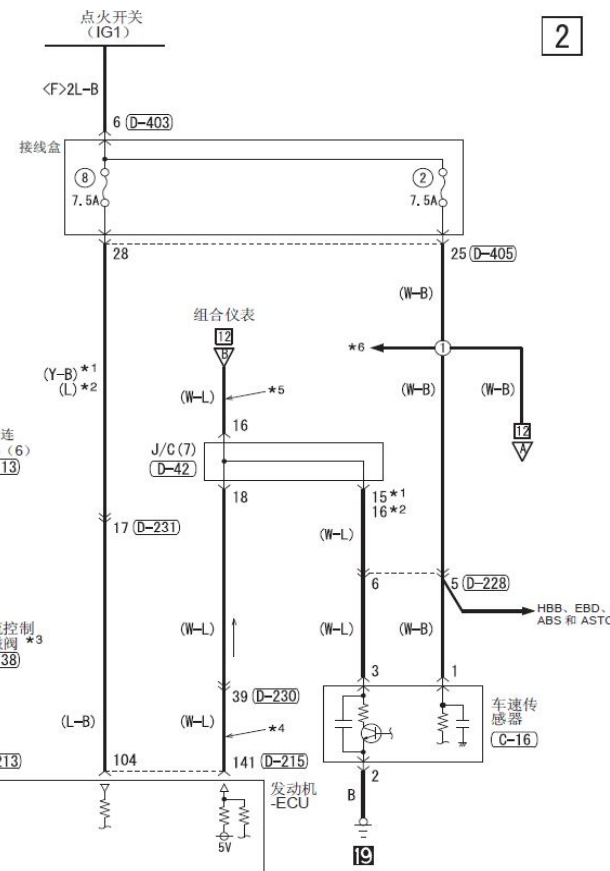 点火开关
(IG1)
2
<F>2L-B
6 D-403
接线盒
8
7.5A
2
7.5A
28
25 D-405
(W-B)
组合仪表
12
B
*6
1
(Y-B)*1
(L)*2
(W-L)
*5
(W-B)
(W-B)
16
12
A
连
(6)
13
J/C(7)
D-42
18
15*1
16*2
17 D-231
(W-L)
6
5 D-228
HBB、EBD、
ABS 和 ASTC
控制
阀 *3
38
(W-L)
(W-L)
(W-B)
39 D-230
3
1
车速传
感器
C-16
(L-B)
(W-L)
*4
213
104
141 D-215
2
发动机
-ECU
B
5V
19